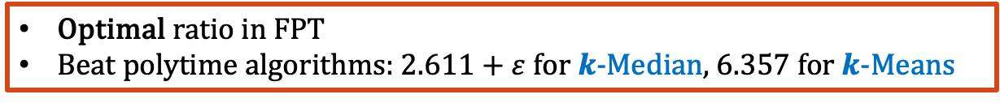 • Optimal ratio in FPT
• Beat polytime algorithms: 2.611 + ε for k-Median, 6.357 for k-Means